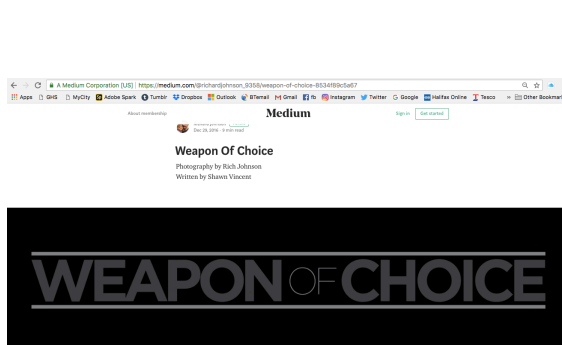 A Medium Corporation [US] | https://medium.com/@richardjohnson_9358/weapon-of-choice-8534f89c5a67
Apps GHS MyCity Adobe Spark Tumblr Dropbox Outlook BTemail Gmail fb Instagram Twitter Google Halifax Online Tesco » Other Bookmar
About membership Medium Sign in Get started
Dec 29, 2016 · 9 min read
Weapon Of Choice
Photography by Rich Johnson
Written by Shawn Vincent
WEAPON OF CHOICE